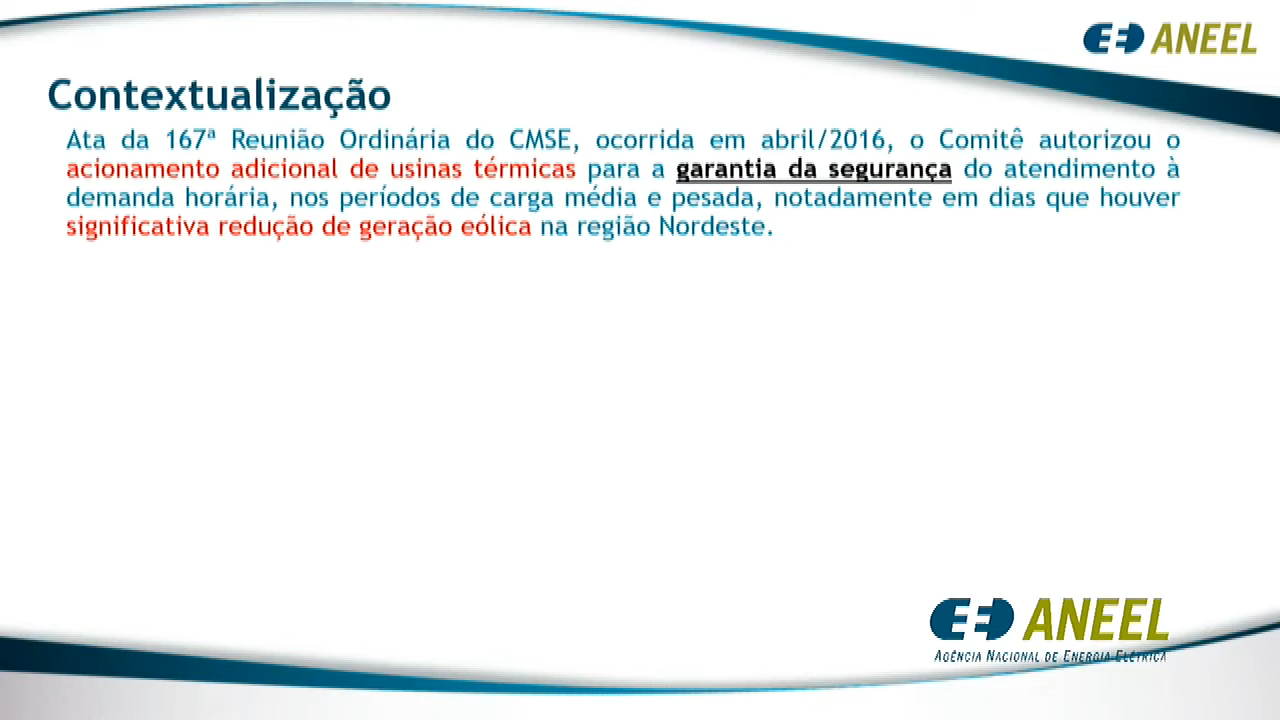 ANEEL
Contextualização
Ata da 167ª Reunião Ordinária do CMSE, ocorrida em abril/2016, o Comitê autorizou o
acionamento adicional de usinas térmicas para a garantia da segurança do atendimento à
demanda horária, nos períodos de carga média e pesada, notadamente em dias que houver
significativa redução de geração eólica na região Nordeste.
ANEEL
AGÊNCIA NACIONAL DE ENERGIA ELÉTRICA